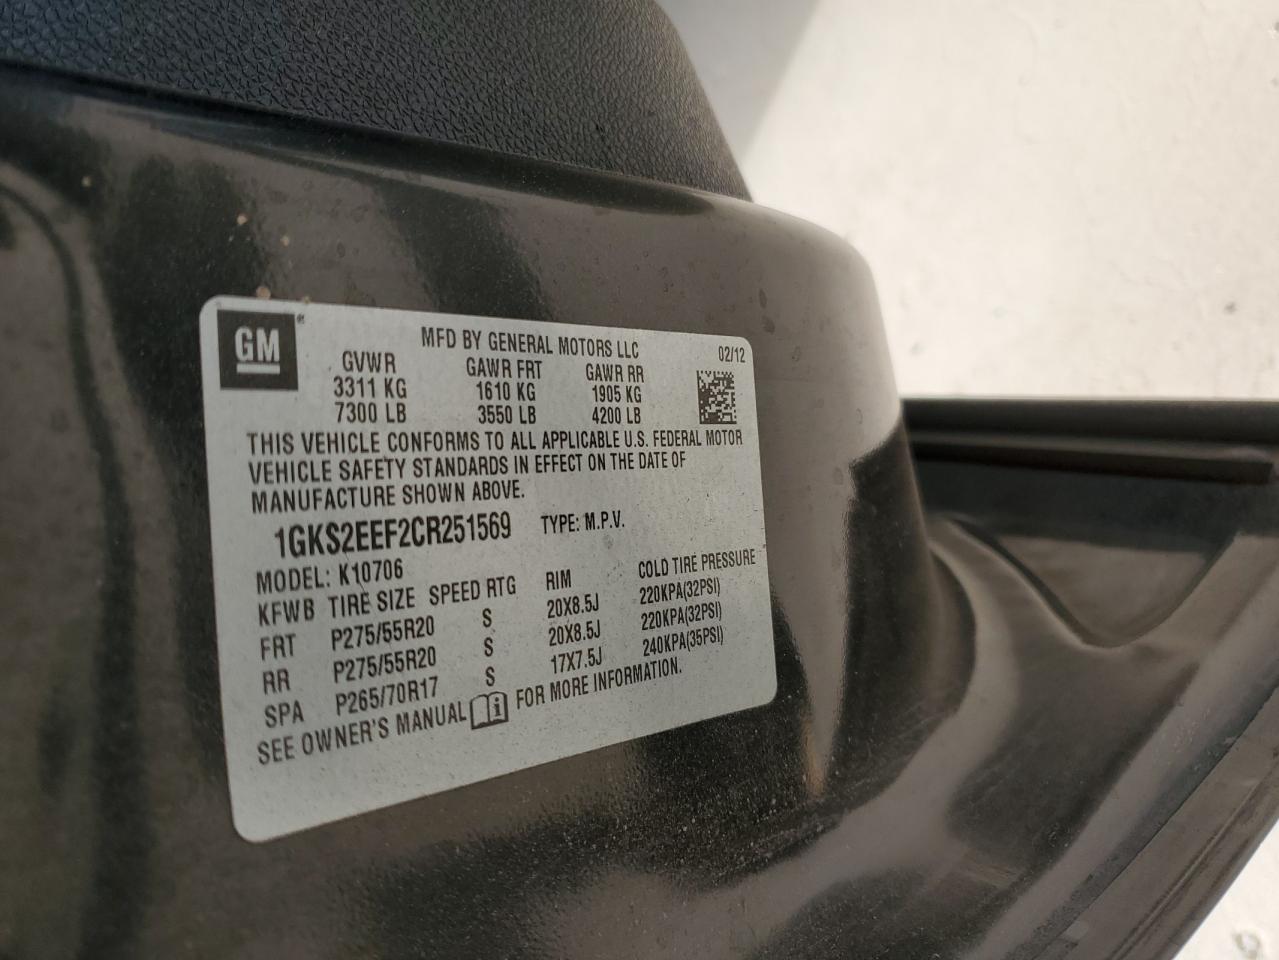 GM®
MFD BY GENERAL MOTORS LLC 02/12
GVWR GAWR FRT GAWR RR
3311 KG 1610 KG 1905 KG
7300 LB 3550 LB 4200 LB
THIS VEHICLE CONFORMS TO ALL APPLICABLE U.S. FEDERAL MOTOR
VEHICLE SAFETY STANDARDS IN EFFECT ON THE DATE OF
MANUFACTURE SHOWN ABOVE.
1GKS2EEF2CR251569 TYPE: M.P.V.
MODEL: K10706
KFWB TIRE SIZE SPEED RTG RIM COLD TIRE PRESSURE
FRT P275/55R20 S 20X8.5J 220KPA(32PSI)
RR P275/55R20 S 20X8.5J 220KPA(32PSI)
SPA P265/70R17 S 17X7.5J 240KPA(35PSI)
SEE OWNER'S MANUAL i FOR MORE INFORMATION.